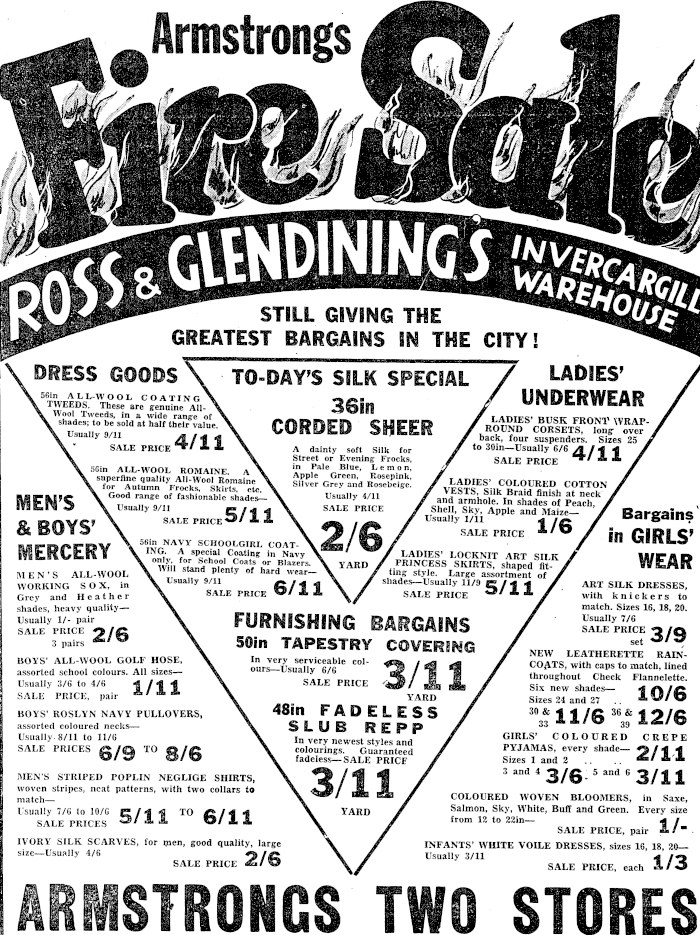 Armstrongs
Fire Sale
ROSS & GLENDINING'S INVERCARGILL WAREHOUSE
STILL GIVING THE
GREATEST BARGAINS IN THE CITY!
DRESS GOODS
56in ALL-WOOL COATING
TWEEDS. These are genuine All-
Wool Tweeds, in a wide range of
shades; to be sold at half their value.
Usually 9/11
SALE PRICE 4/11
56in ALL-WOOL ROMAINE. A
superfine quality All-Wool Romaine
for Autumn Frocks, Skirts, etc.
Good range of fashionable shades—
Usually 9/11
SALE PRICE 5/11
56in NAVY SCHOOLGIRL COAT-
ING. A special Coating in Navy
only, for School Coats or Blazers.
Will stand plenty of hard wear—
Usually 9/11
SALE PRICE 6/11
TO-DAY'S SILK SPECIAL
36in
CORDED SHEER
A dainty soft Silk for
Street or Evening Frocks,
in Pale Blue, Lemon,
Apple Green, Rosepink,
Silver Grey and Rosebeige.
Usually 4/11
SALE PRICE
2/6
YARD
LADIES'
UNDERWEAR
LADIES' BUSK FRONT WRAP-
ROUND CORSETS, long over
back, four suspenders. Sizes 25
to 30in—Usually 6/6
SALE PRICE 4/11
LADIES' COLOURED COTTON
VESTS, Silk Braid finish at neck
and armhole. In shades of Peach,
Shell, Sky, Apple and Maize—
Usually 1/11
SALE PRICE 1/6
LADIES' LOCKNIT ART SILK
PRINCESS SKIRTS, shaped fit-
ting style. Large assortment of
shades—Usually 11/9
SALE PRICE 5/11
MEN'S
& BOYS'
MERCERY
MEN'S ALL-WOOL
WORKING SOX, in
Grey and Heather
shades, heavy quality—
Usually 1/- pair
SALE PRICE 2/6
3 pairs
BOYS' ALL-WOOL GOLF HOSE,
assorted school colours. All sizes—
Usually 3/6 to 4/6
SALE PRICE, pair 1/11
BOYS' ROSLYN NAVY PULLOVERS,
assorted coloured necks—
Usually 8/11 to 11/6
SALE PRICES 6/9 TO 8/6
MEN'S STRIPED POPLIN NEGLIGE SHIRTS,
woven stripes, neat patterns, with two collars to
match—
Usually 7/6 to 10/6
SALE PRICES 5/11 TO 6/11
IVORY SILK SCARVES, for men, good quality, large
size—Usually 4/6
SALE PRICE 2/6
FURNISHING BARGAINS
50in TAPESTRY COVERING
In very serviceable col-
ours—Usually 6/6
SALE PRICE 3/11
YARD
48in FADELESS
SLUB REPP
In very newest styles and
colourings. Guaranteed
fadeless—SALE PRICE
3/11
YARD
Bargains
in GIRLS'
WEAR
ART SILK DRESSES,
with knickers to
match. Sizes 16, 18, 20.
Usually 7/6
SALE PRICE 3/9
set
NEW LEATHERETTE RAIN-
COATS, with caps to match, lined
throughout Check Flannelette.
Six new shades—
Sizes 24 and 27 .. 10/6
30 & 33 11/6 36 & 39 12/6
GIRLS' COLOURED CREPE
PYJAMAS, every shade—
Sizes 1 and 2 .. .. 2/11
3 and 4 3/6 5 and 6 3/11
COLOURED WOVEN BLOOMERS, in Saxe,
Salmon, Sky, White, Buff and Green. Every size
from 12 to 22in—
SALE PRICE, pair 1/-
INFANTS' WHITE VOILE DRESSES, sizes 16, 18, 20—
Usually 3/11
SALE PRICE, each 1/3
ARMSTRONGS TWO STORES